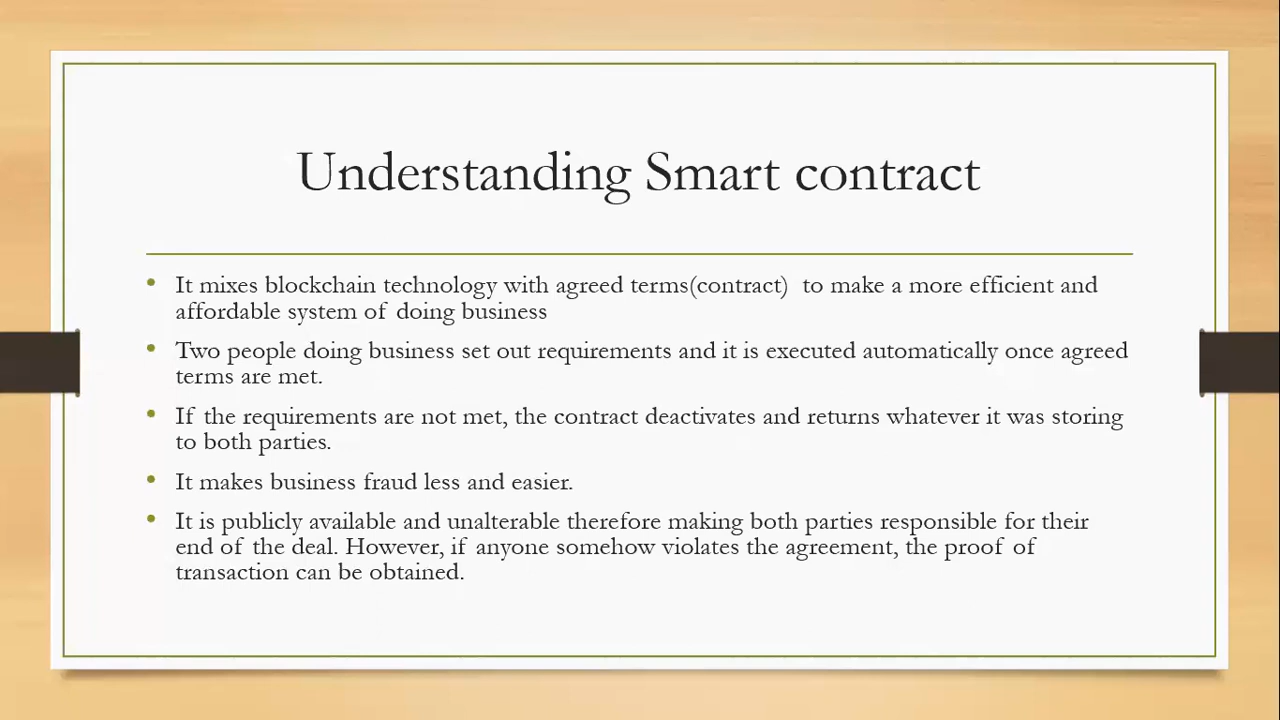 Understanding Smart contract
• It mixes blockchain technology with agreed terms(contract)  to make a more efficient and
affordable system of doing business
• Two people doing business set out requirements and it is executed automatically once agreed
terms are met.
• If the requirements are not met, the contract deactivates and returns whatever it was storing
to both parties.
• It makes business fraud less and easier.
• It is publicly available and unalterable therefore making both parties responsible for their
end of the deal. However, if anyone somehow violates the agreement, the proof of
transaction can be obtained.